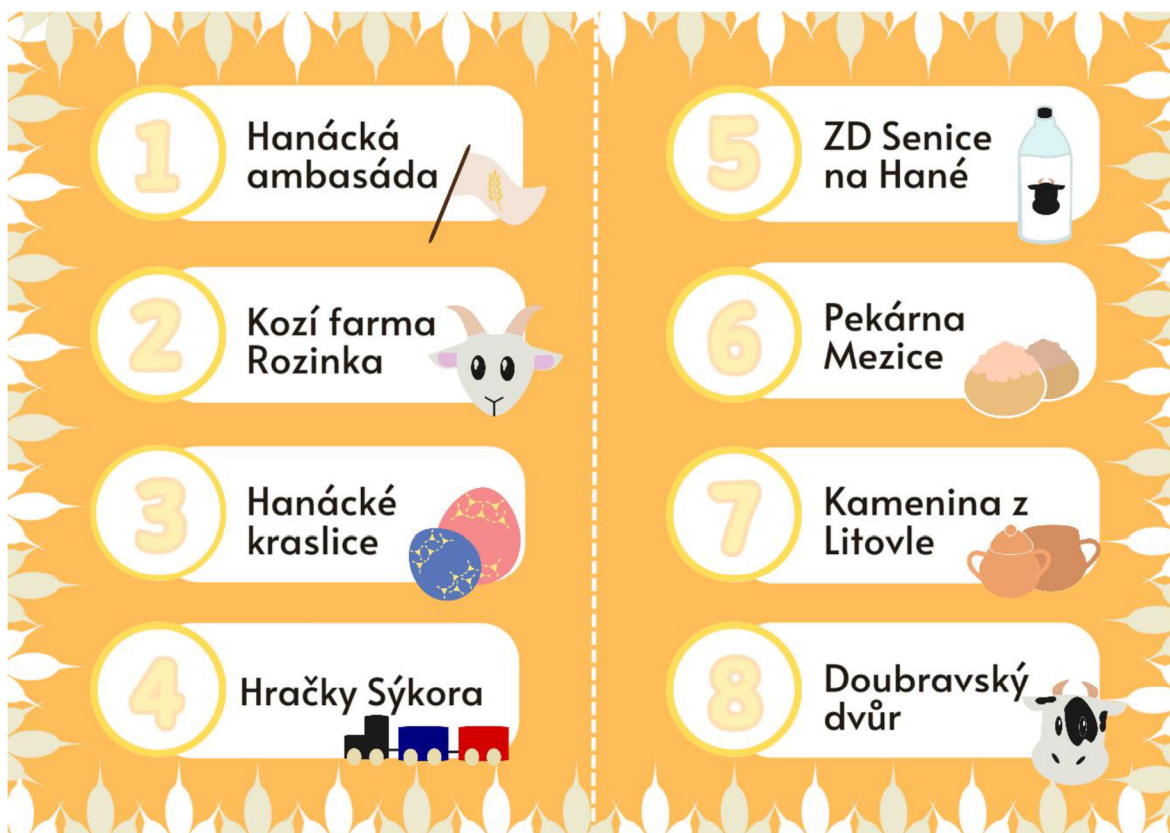 1
Hanácká
ambasáda
2
Kozí farma
Rozinka
3
Hanácké
kraslice
4
Hračky Sýkora
5
ZD Senice
na Hané
6
Pekárna
Mezice
7
Kamenina z
Litovle
8
Doubravský
dvůr